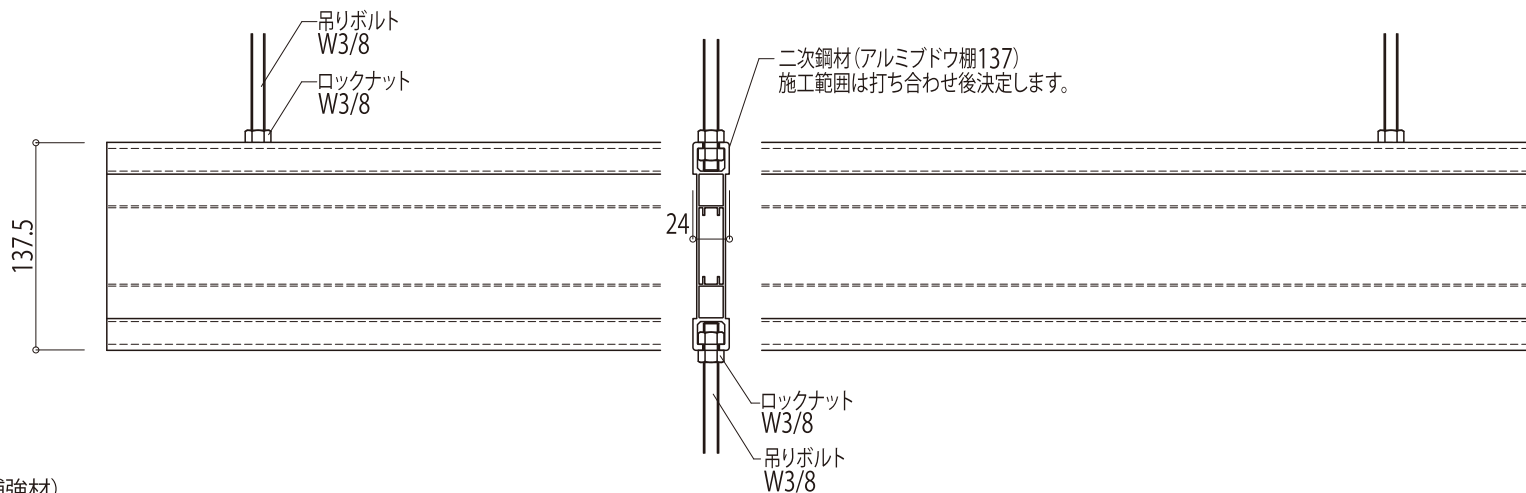 吊りボルト
W3/8
ロックナット
W3/8
二次鋼材(アルミブドウ棚137)
施工範囲は打ち合わせ後決定します。
137.5
24
ロックナット
W3/8
吊りボルト
W3/8
強材)